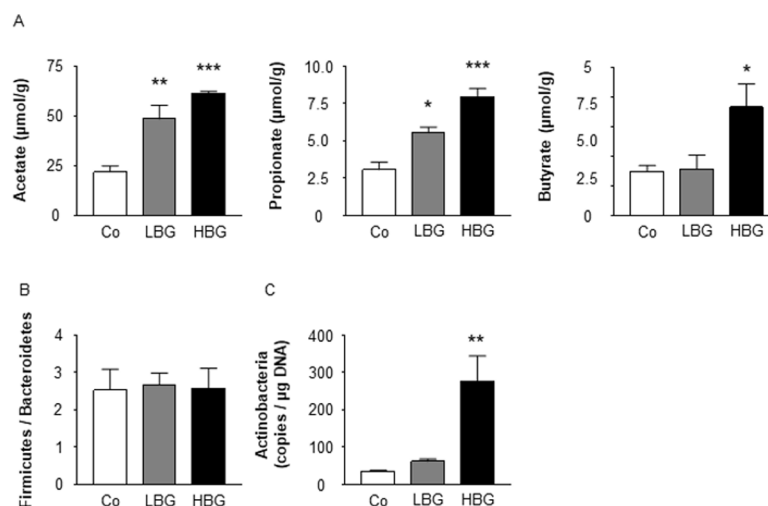 A
Acetate (µmol/g)
75
50
25
0
**
***
Co LBG HBG
Propionate (µmol/g)
10.0
7.5
5.0
2.5
0
*
***
Co LBG HBG
Butyrate (µmol/g)
5
7.5
5.0
2.5
0
*
Co LBG HBG
B
Firmicutes / Bacteroidetes
4
3
2
1
0
Co LBG HBG
C
Actinobacteria
(copies / µg DNA)
400
300
200
100
0
**
Co LBG HBG